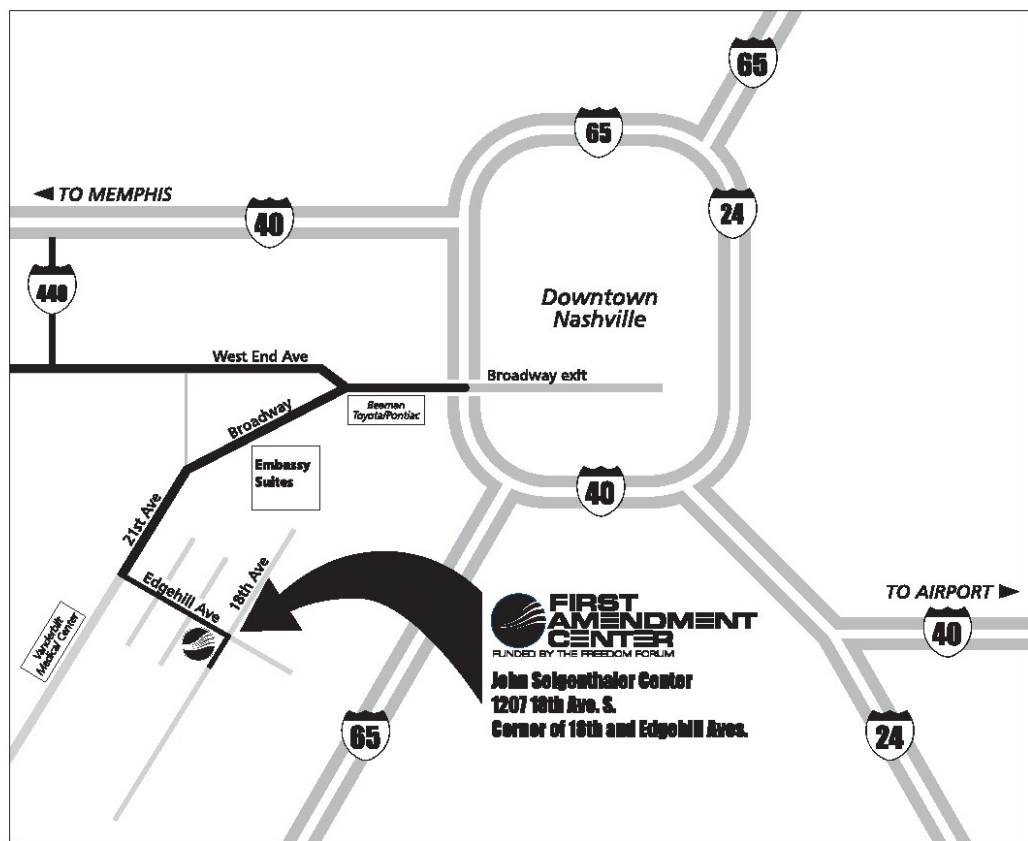 65
65
TO MEMPHIS
40
24
440
Downtown
Nashville
West End Ave
Broadway exit
Beaman
Toyota/Pontiac
Broadway
Embassy
Suites
40
21st Ave
18th Ave
Edgehill Ave
TO AIRPORT
40
FIRST
AMENDMENT
CENTER
FUNDED BY THE FREEDOM FORUM
Vanderbilt
Medical Center
John Seigenthaler Center
1207 18th Ave. S.
Corner of 18th and Edgehill Aves.
65
24